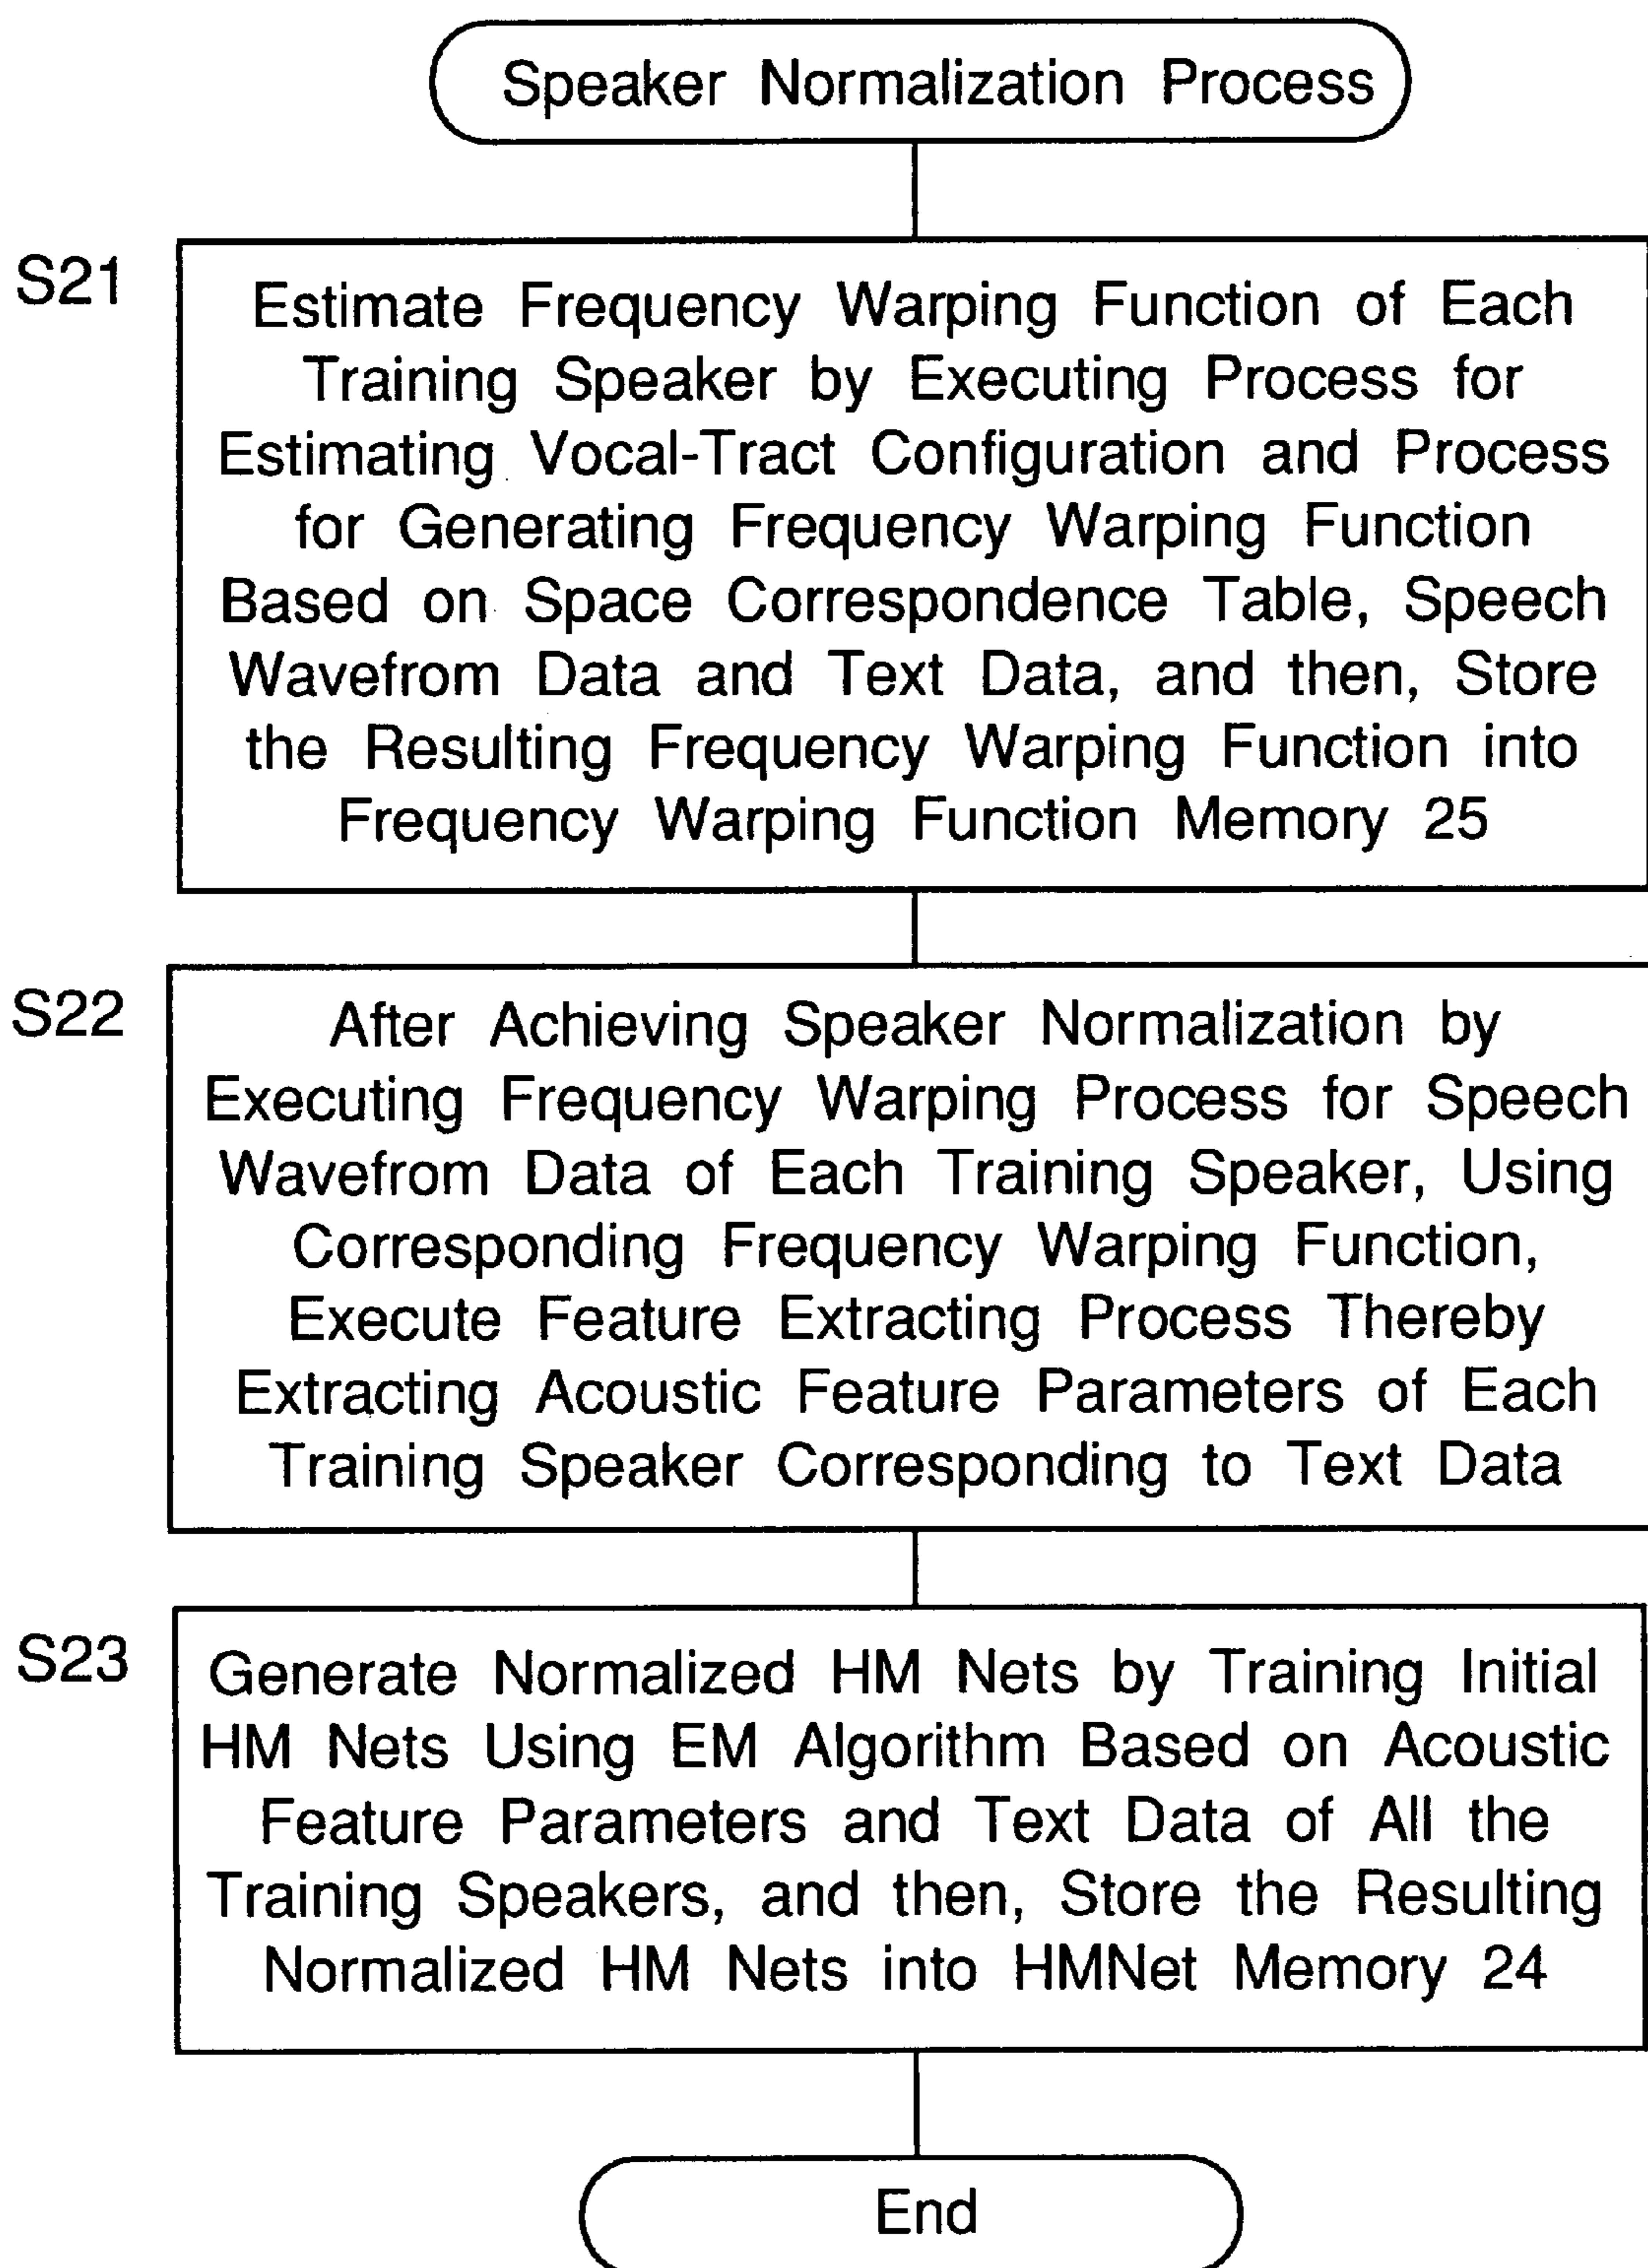 Speaker Normalization Process
S21
Estimate Frequency Warping Function of Each
Training Speaker by Executing Process for
Estimating Vocal-Tract Configuration and Process
for Generating Frequency Warping Function
Based on Space Correspondence Table, Speech
Wavefrom Data and Text Data, and then, Store
the Resulting Frequency Warping Function into
Frequency Warping Function Memory 25
S22
After Achieving Speaker Normalization by
Executing Frequency Warping Process for Speech
Wavefrom Data of Each Training Speaker, Using
Corresponding Frequency Warping Function,
Execute Feature Extracting Process Thereby
Extracting Acoustic Feature Parameters of Each
Training Speaker Corresponding to Text Data
S23
Generate Normalized HM Nets by Training Initial
HM Nets Using EM Algorithm Based on Acoustic
Feature Parameters and Text Data of All the
Training Speakers, and then, Store the Resulting
Normalized HM Nets into HMNet Memory 24
End